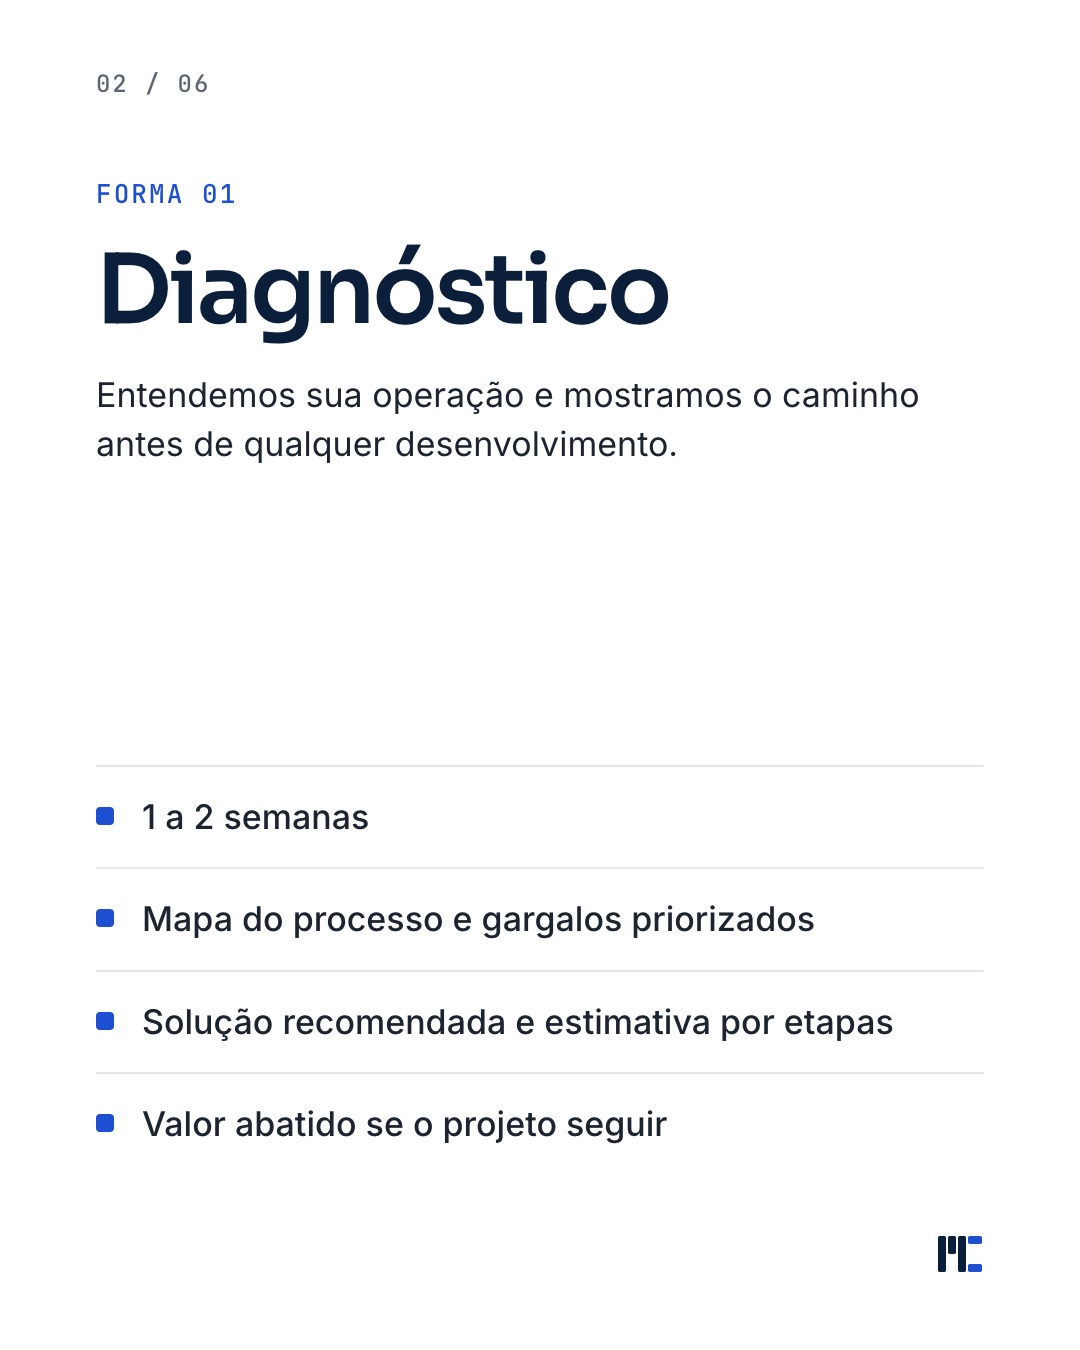 02 / 06
FORMA 01
Diagnóstico
Entendemos sua operação e mostramos o caminho
antes de qualquer desenvolvimento.
1 a 2 semanas
Mapa do processo e gargalos priorizados
Solução recomendada e estimativa por etapas
Valor abatido se o projeto seguir
MC